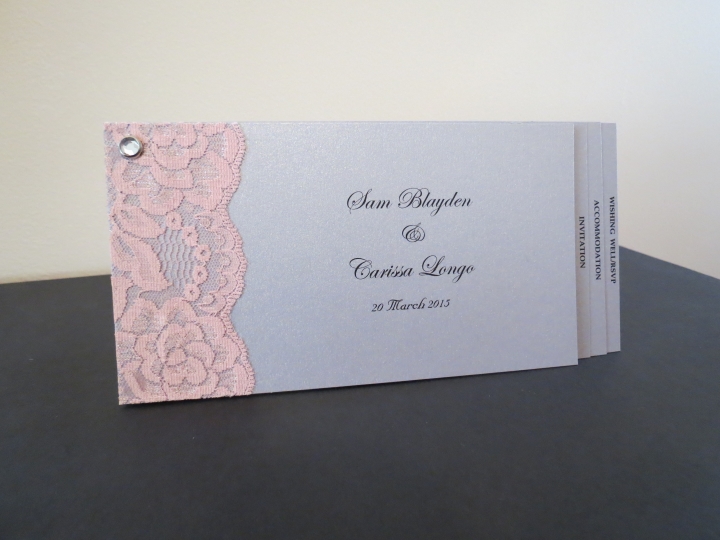 Sam Blayden
&
Carissa Longo
20 March 2015
INVITATION
ACCOMMODATION
WISHING WELL/RSVP